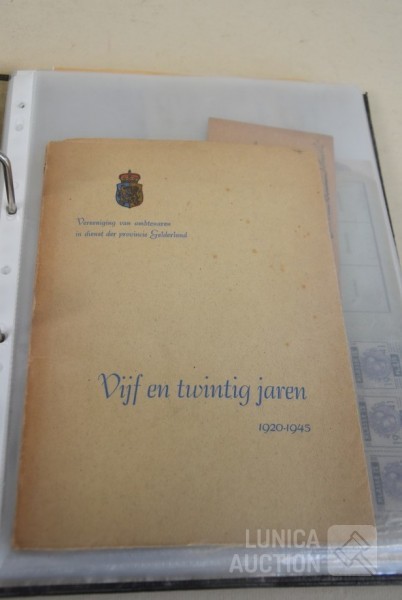 Vereeniging van ambtenaren
in dienst der provincie Gelderland
Vijf en twintig jaren
1920-1945
LUNICA
AUCTION